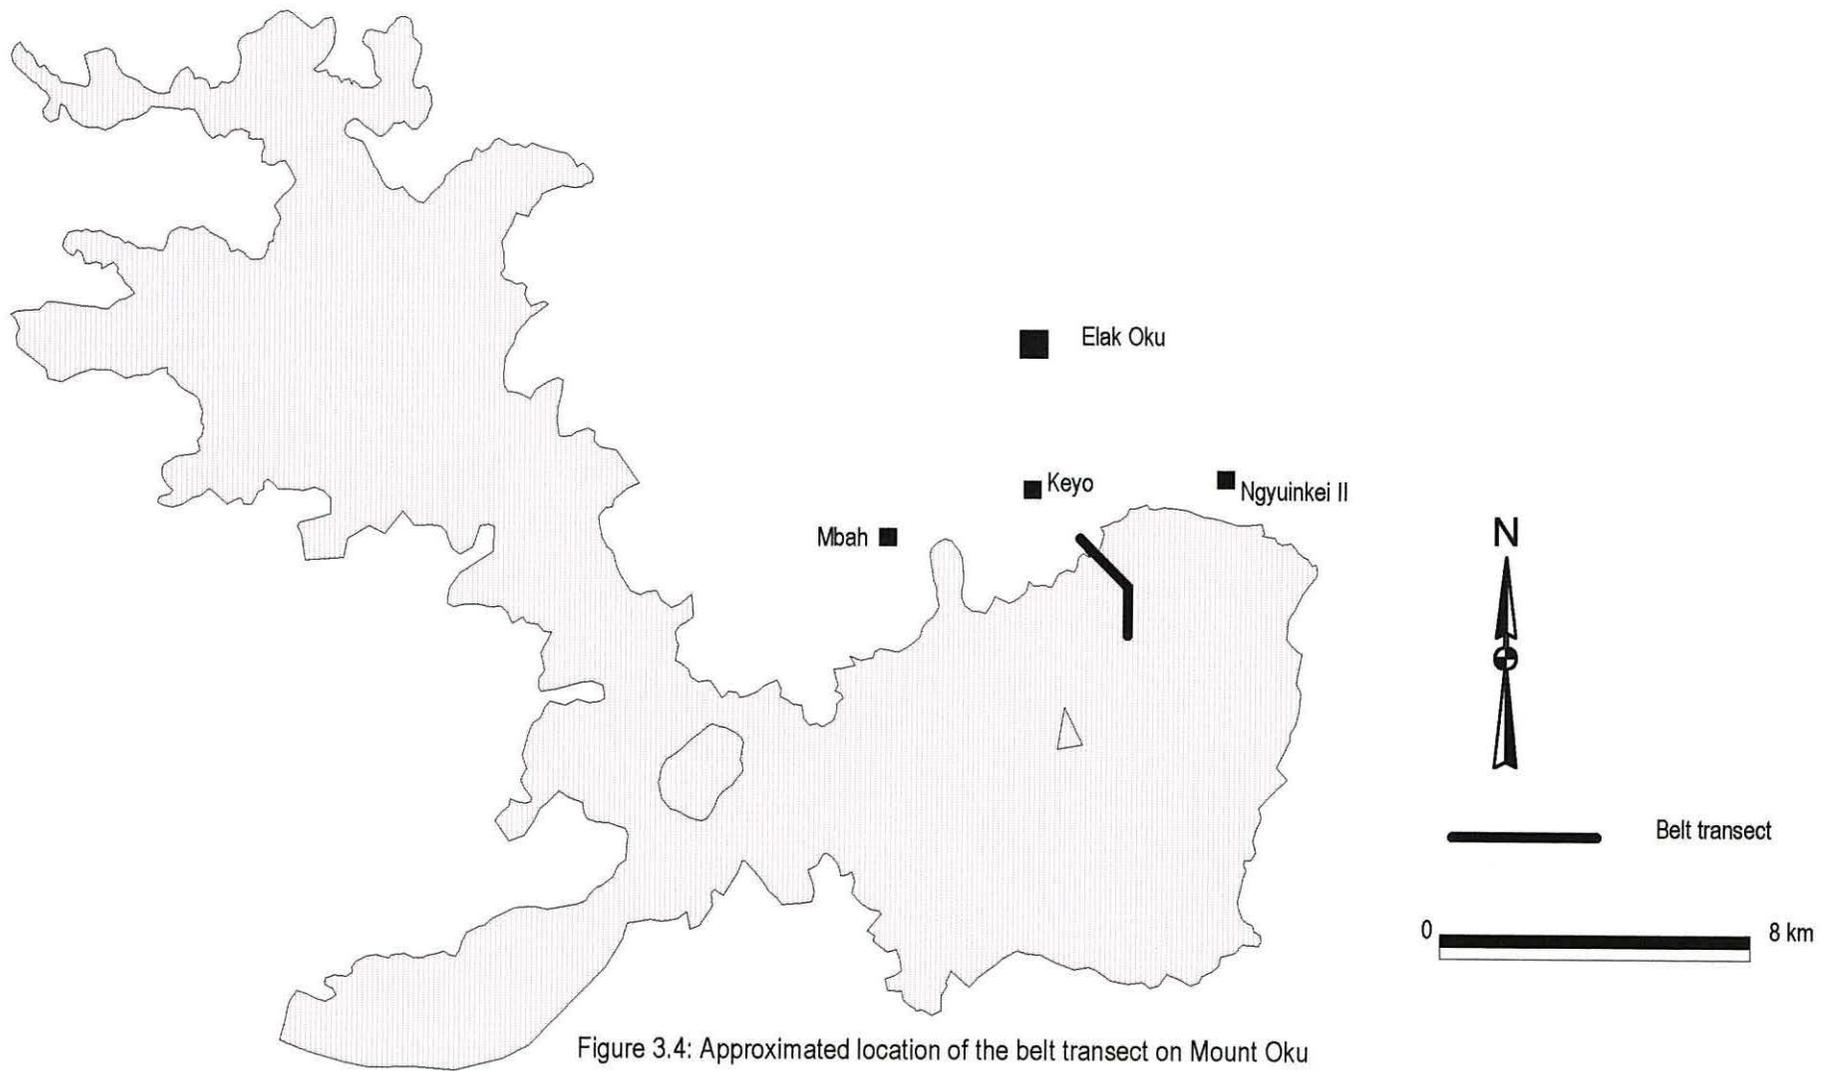 Elak Oku
Keyo
Ngyuinkei II
Mbah
N
Belt transect
0 8 km
Figure 3.4: Approximated location of the belt transect on Mount Oku